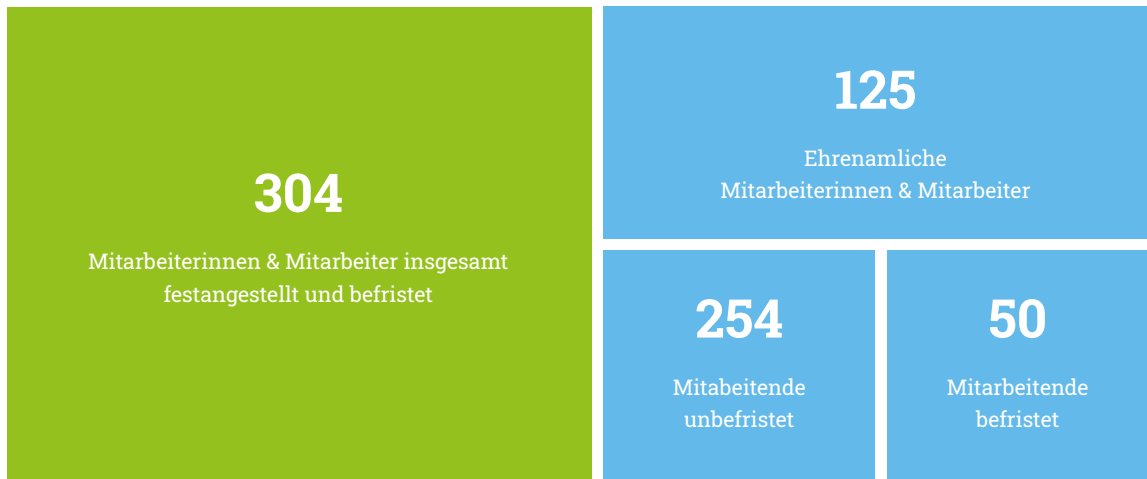 304
Mitarbeiterinnen & Mitarbeiter insgesamt
festangestellt und befristet
125
Ehrenamliche
Mitarbeiterinnen & Mitarbeiter
254
Mitabeitende
unbefristet
50
Mitarbeitende
befristet